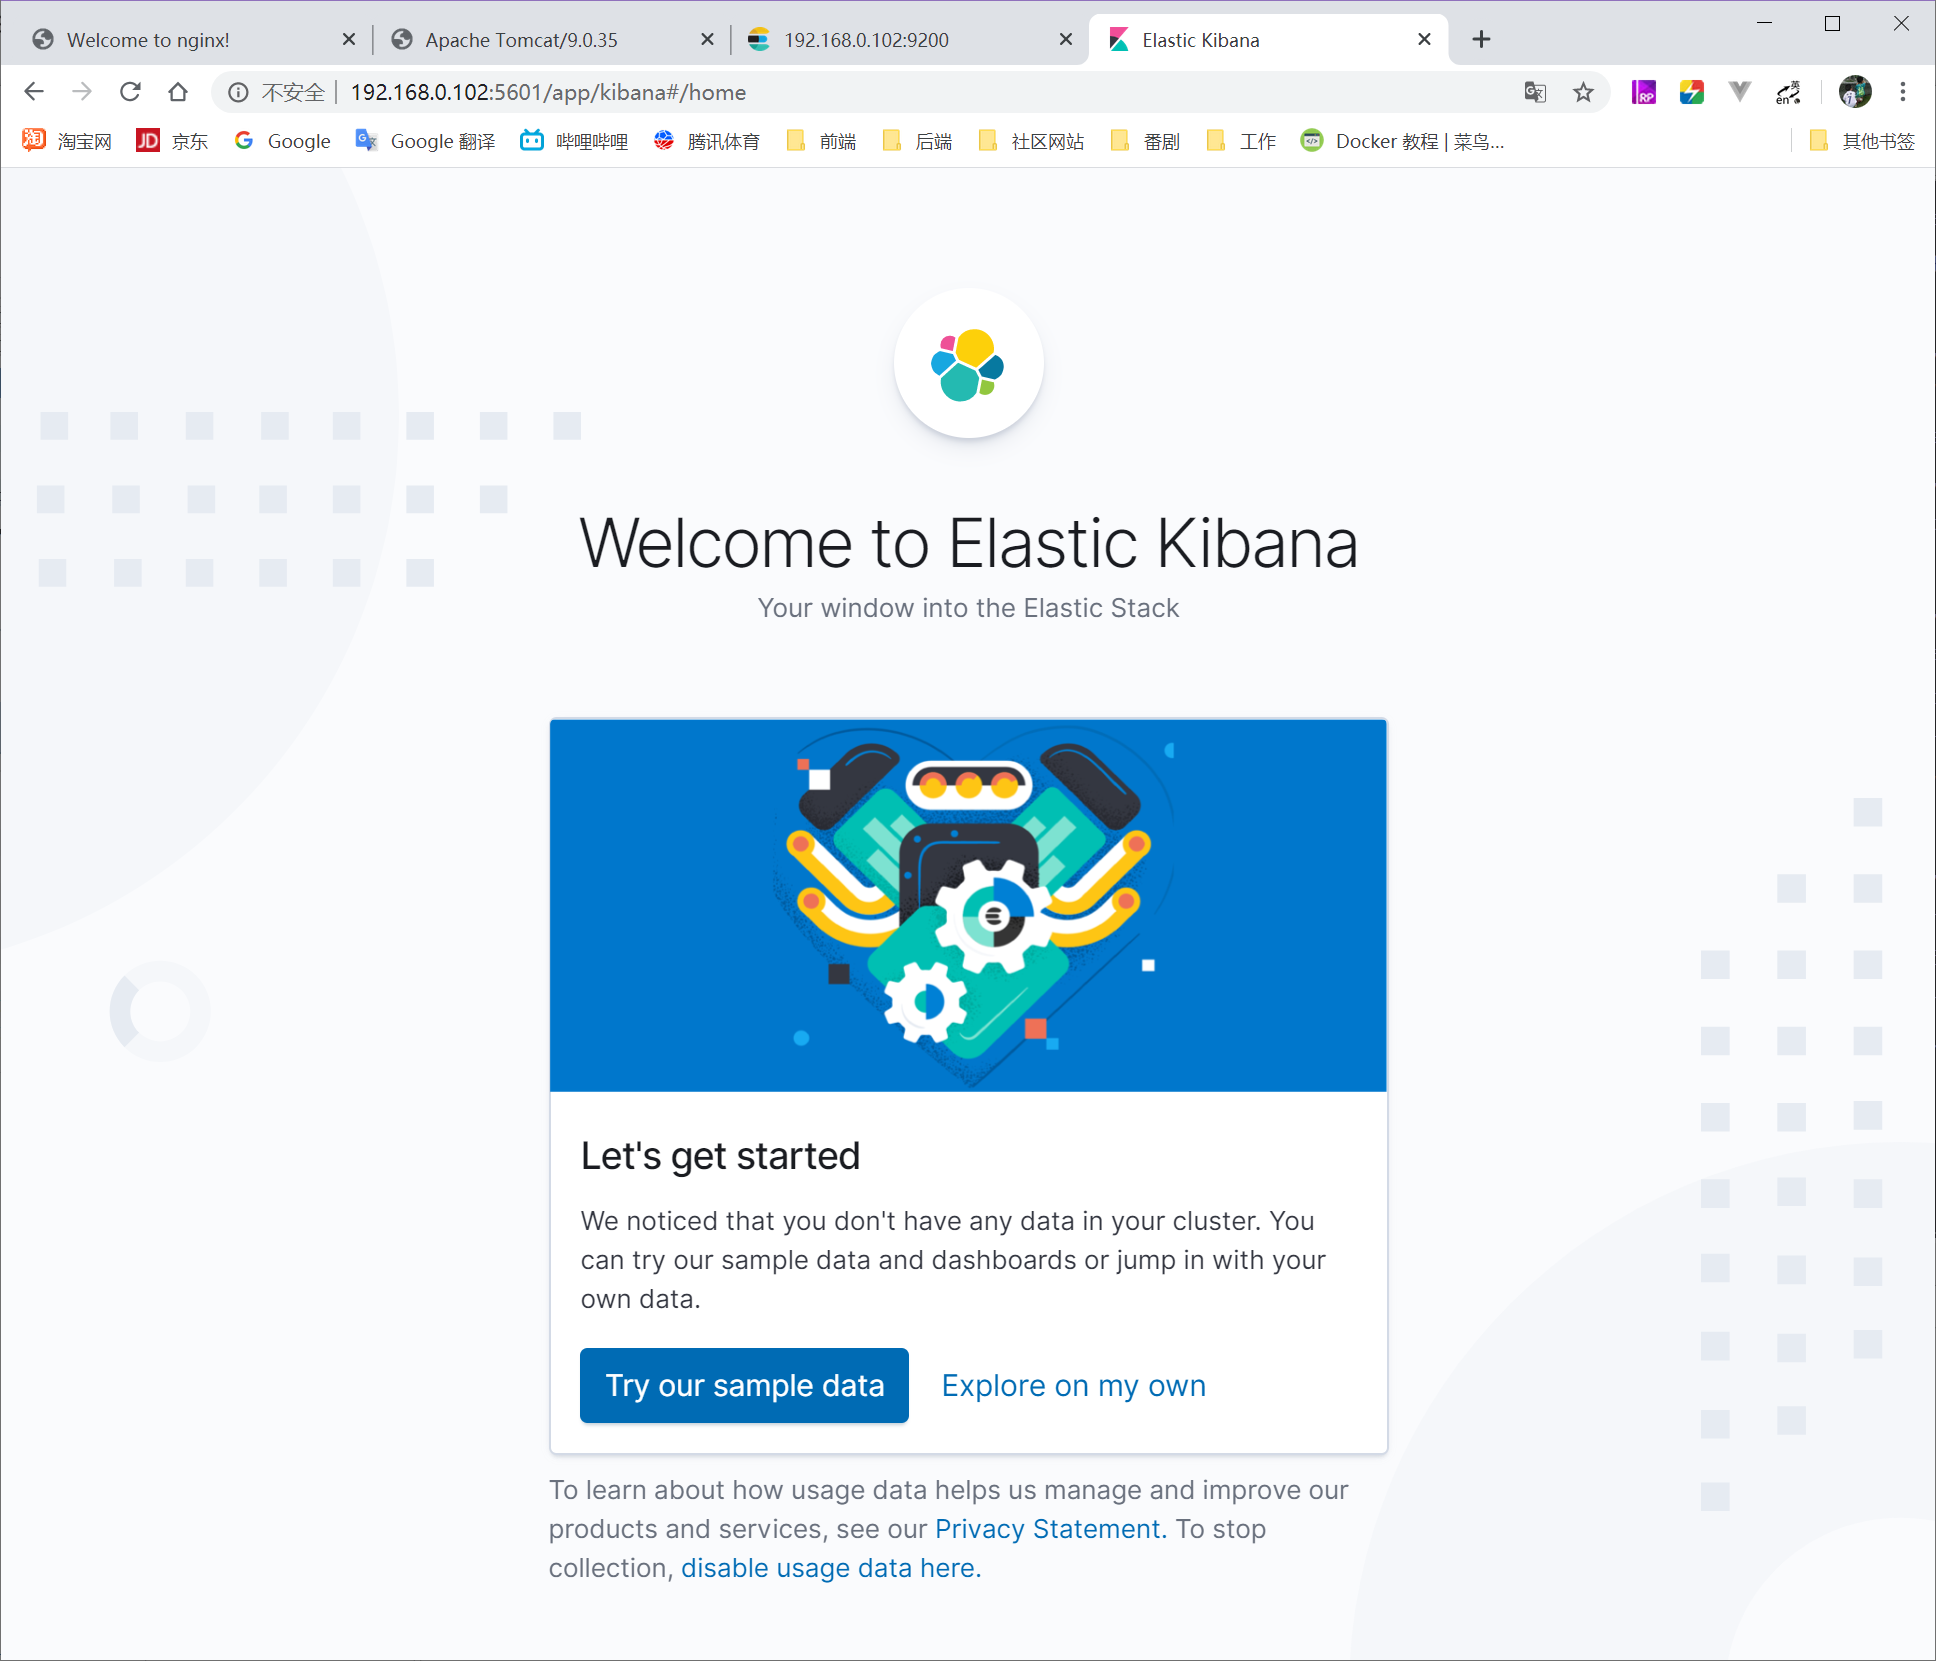 Welcome to nginx!
Apache Tomcat/9.0.35
192.168.0.102:9200
Elastic Kibana
不安全
192.168.0.102:5601/app/kibana#/home
淘宝网
京东
Google
Google 翻译
哔哩哔哩
腾讯体育
前端
后端
社区网站
番剧
工作
Docker 教程 | 菜鸟...
其他书签
Welcome to Elastic Kibana
Your window into the Elastic Stack
Let's get started
We noticed that you don't have any data in your cluster. You
can try our sample data and dashboards or jump in with your
own data.
Try our sample data
Explore on my own
To learn about how usage data helps us manage and improve our
products and services, see our Privacy Statement. To stop
collection, disable usage data here.